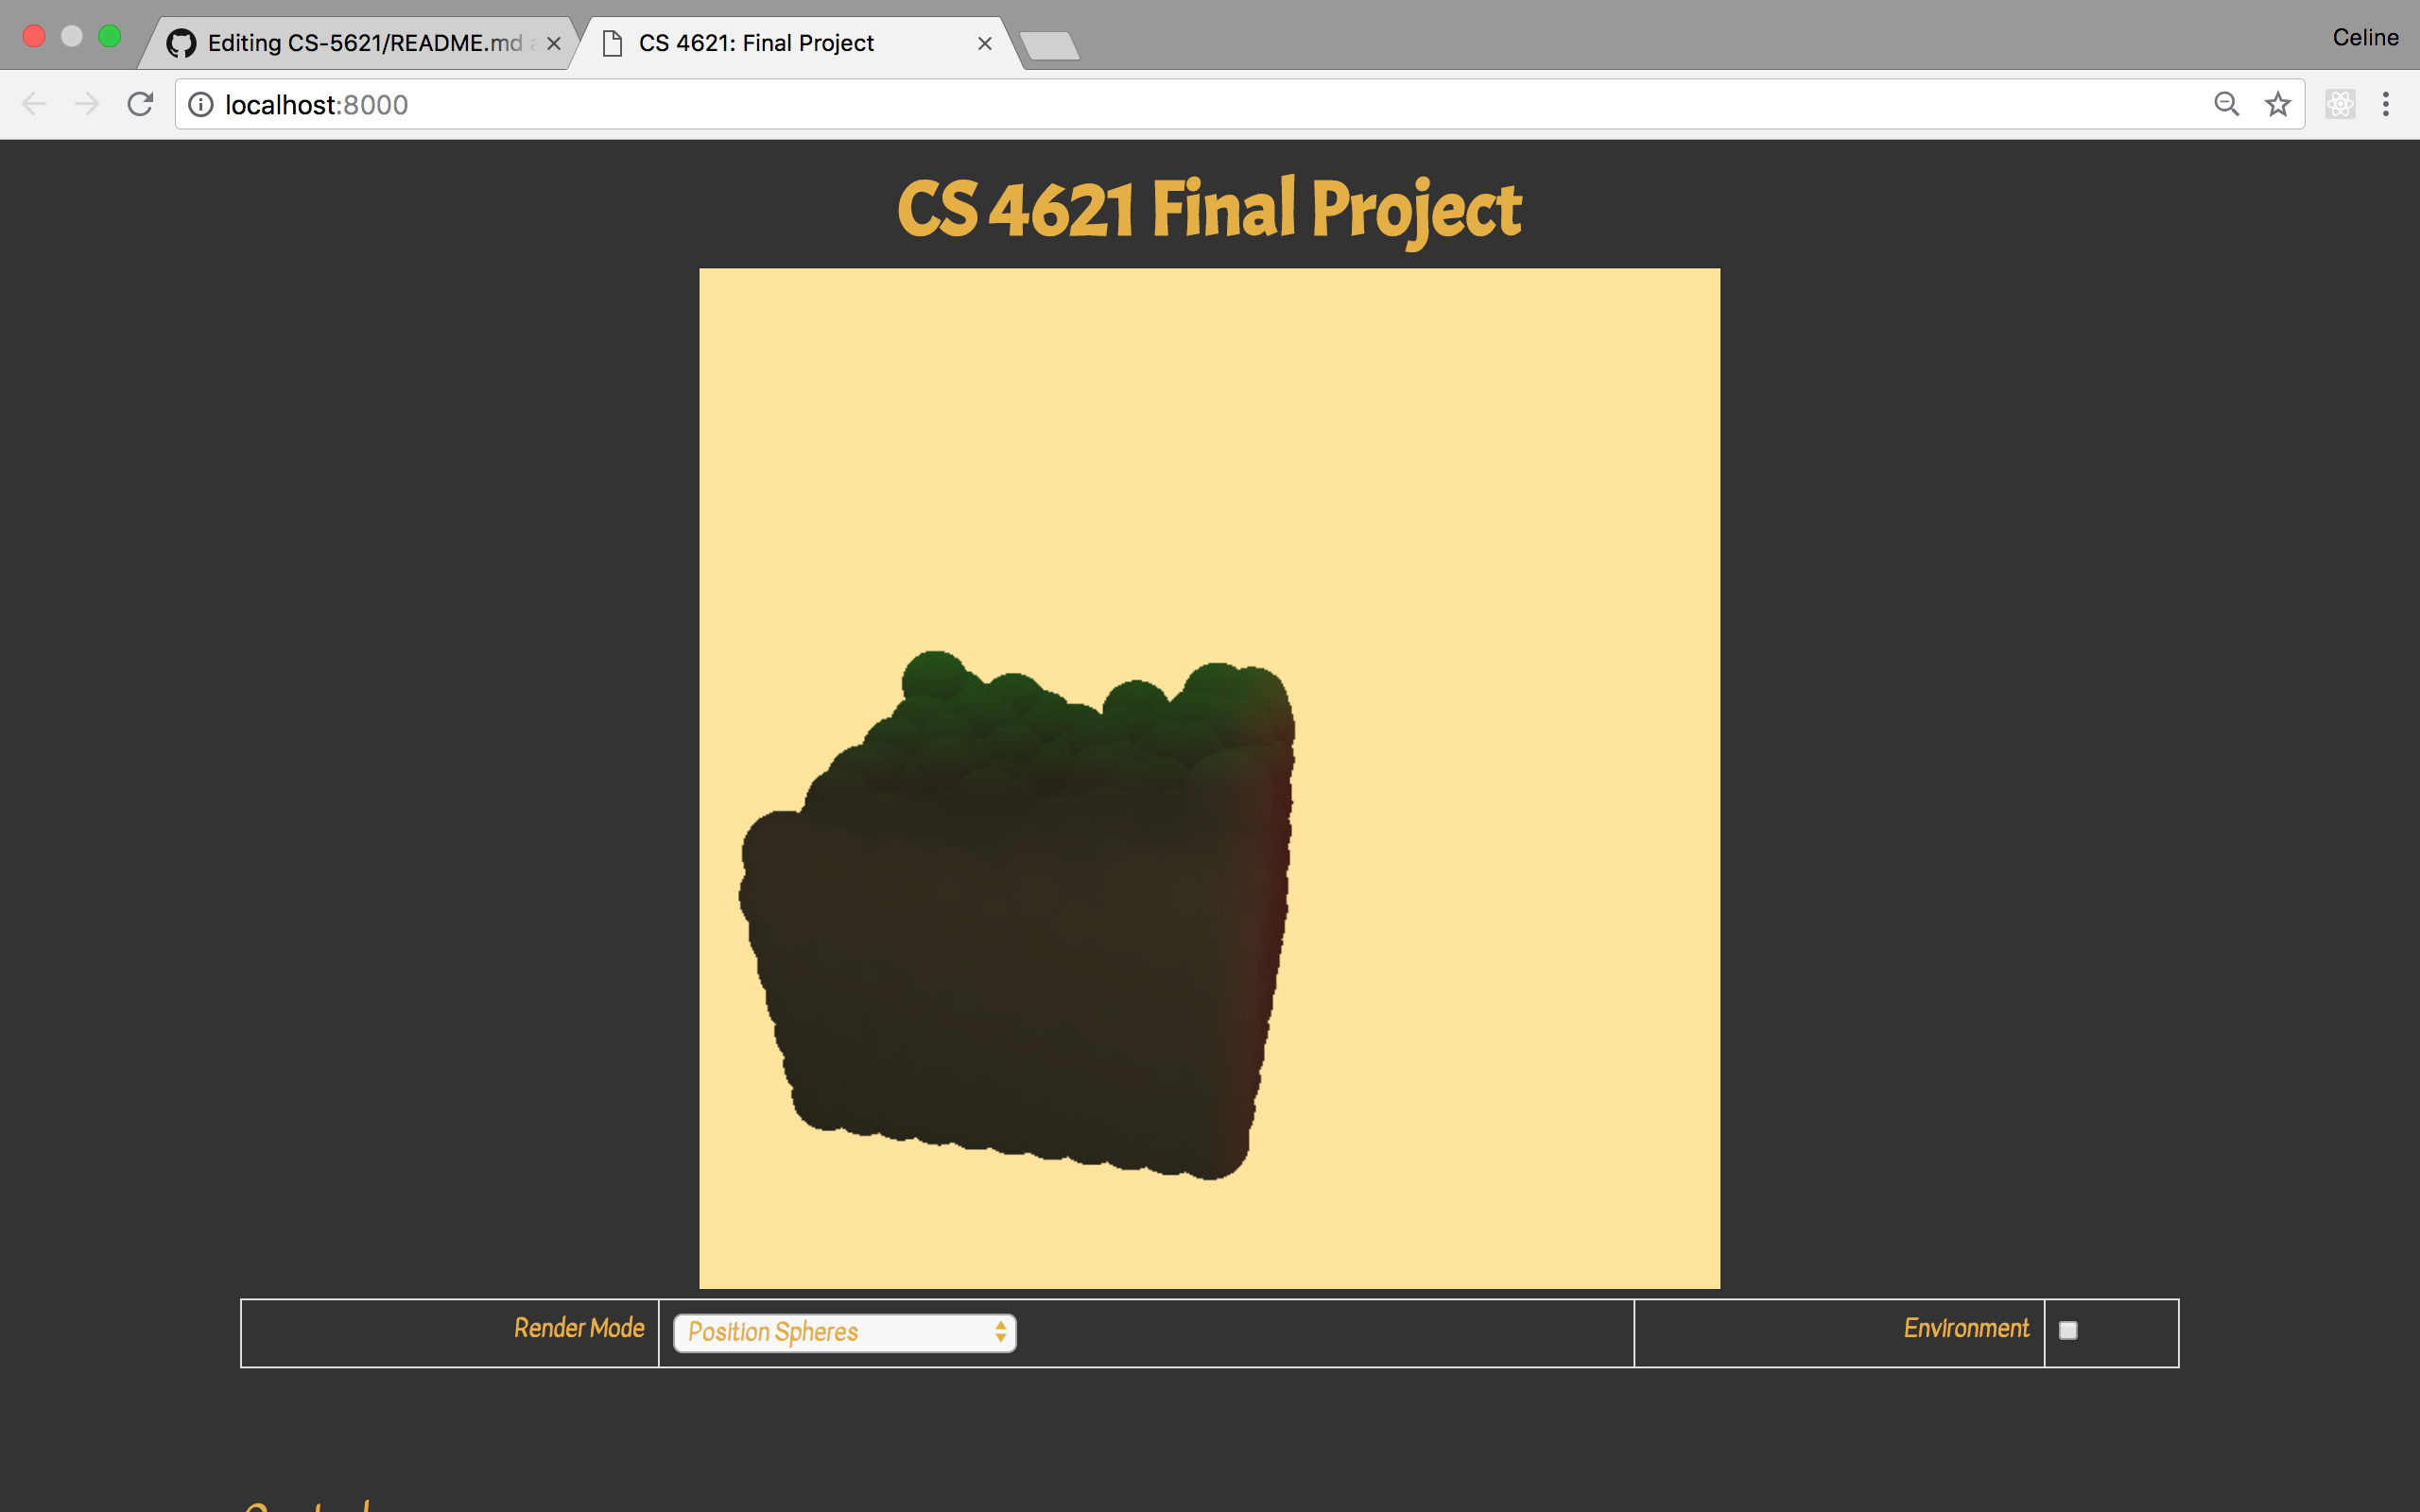 Editing CS-5621/README.md
CS 4621: Final Project
Celine
localhost:8000
CS 4621 Final Project
Render Mode
Position Spheres
Environment